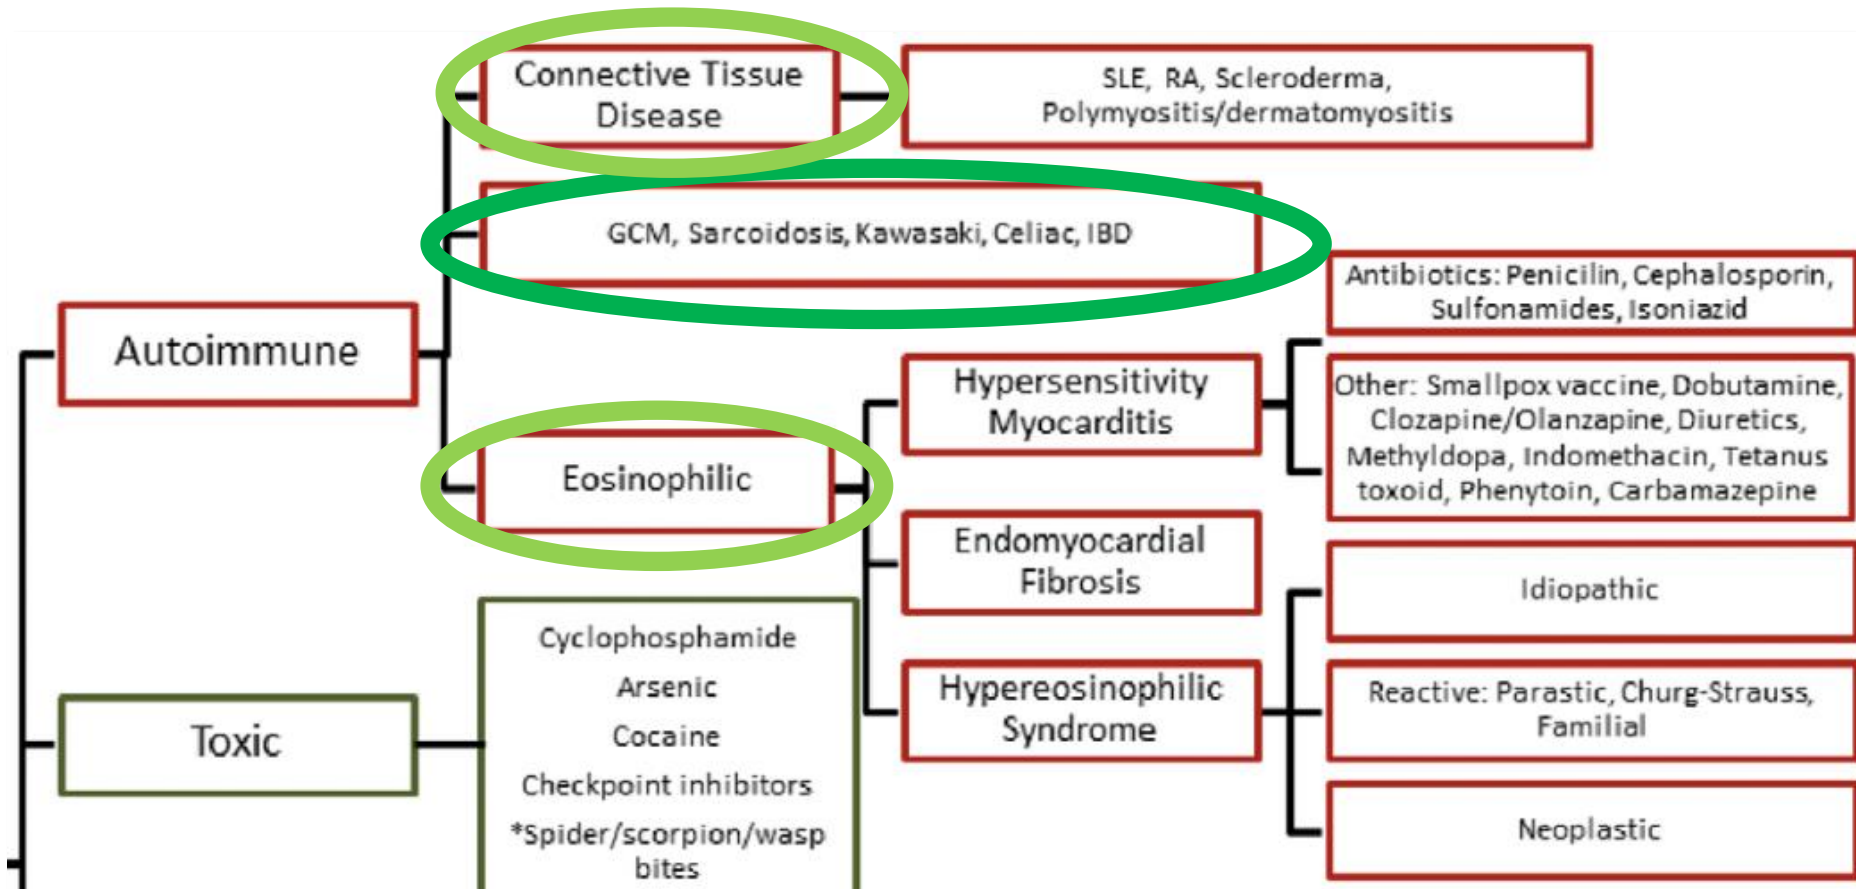 Connective Tissue
Disease
SLE, RA, Scleroderma,
Polymyositis/dermatomyositis
GCM, Sarcoidosis, Kawasaki, Celiac, IBD
Autoimmune
Eosinophilic
Hypersensitivity
Myocarditis
Antibiotics: Penicilin, Cephalosporin,
Sulfonamides, Isoniazid
Other: Smallpox vaccine, Dobutamine,
Clozapine/Olanzapine, Diuretics,
Methyldopa, Indomethacin, Tetanus
toxoid, Phenytoin, Carbamazepine
Endomyocardial
Fibrosis
Hypereosinophilic
Syndrome
Idiopathic
Reactive: Parastic, Churg-Strauss,
Familial
Neoplastic
Toxic
Cyclophosphamide
Arsenic
Cocaine
Checkpoint inhibitors
*Spider/scorpion/wasp
bites